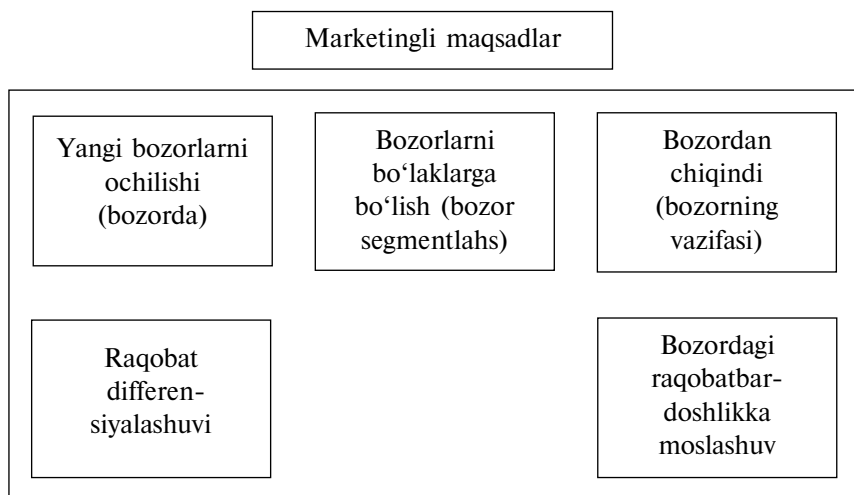 Marketingli maqsadlar
Yangi bozorlarni
ochilishi
(bozorda)
Bozorlarni
bo‘laklarga
bo‘lish (bozor
segmentlahs)
Bozordan
chiqindi
(bozorning
vazifasi)
Raqobat
differen-
siyalashuvi
Bozordagi
raqobatbar-
doshlikka
moslashuv